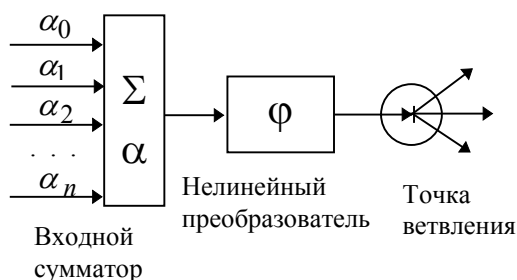 α0
α1
α2
. . .
αn
Σ
α
φ
Входной
сумматор
Нелинейный
преобразователь
Точка
ветвления